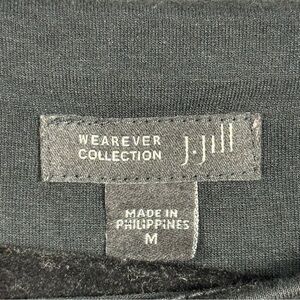 WEAREVER
COLLECTION
J.Jill
MADE IN
PHILIPPINES
M